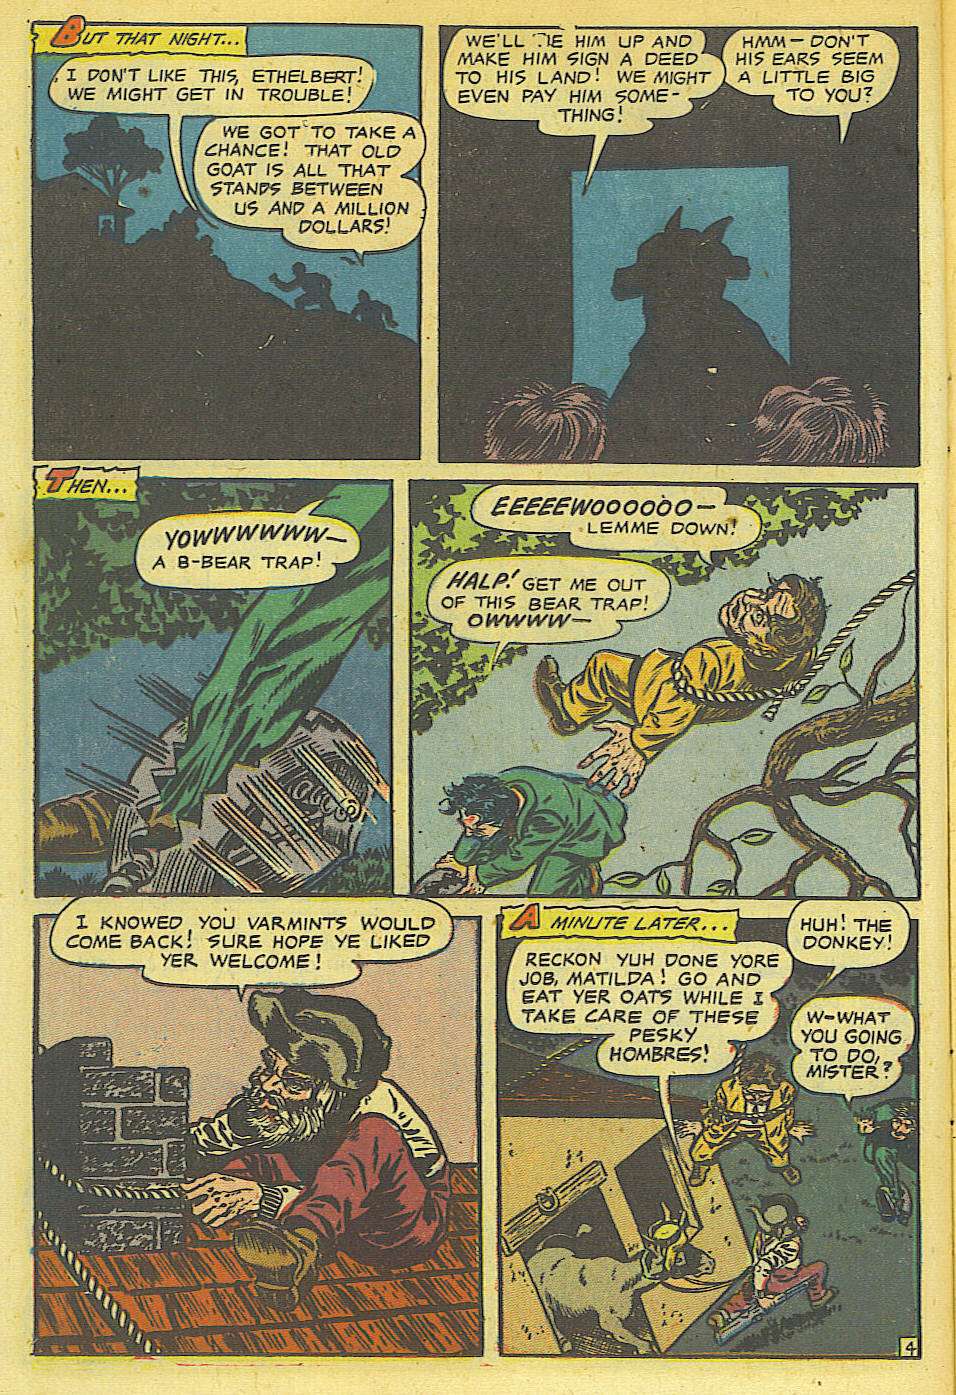 BUT THAT NIGHT...
I DON'T LIKE THIS, ETHELBERT!
WE MIGHT GET IN TROUBLE!
WE GOT TO TAKE A
CHANCE! THAT OLD
GOAT IS ALL THAT
STANDS BETWEEN
US AND A MILLION
DOLLARS!
WE'LL TIE HIM UP AND
MAKE HIM SIGN A DEED
TO HIS LAND! WE MIGHT
EVEN PAY HIM SOME-
THING!
HMM- DON'T
HIS EARS SEEM
A LITTLE BIG
TO YOU?
THEN...
YOWWWWWW-
A B-BEAR TRAP!
EEEEEWOOOOOO-
LEMME DOWN!
HALP! GET ME OUT
OF THIS BEAR TRAP!
OWWWW-
I KNOWED YOU VARMINTS WOULD
COME BACK! SURE HOPE YE LIKED
YER WELCOME!
A MINUTE LATER...
RECKON YUH DONE YORE
JOB, MATILDA! GO AND
EAT YER OATS WHILE I
TAKE CARE OF THESE
PESKY
HOMBRES!
HUH! THE
DONKEY!
W-WHAT
YOU GOING
TO DO,
MISTER?
4